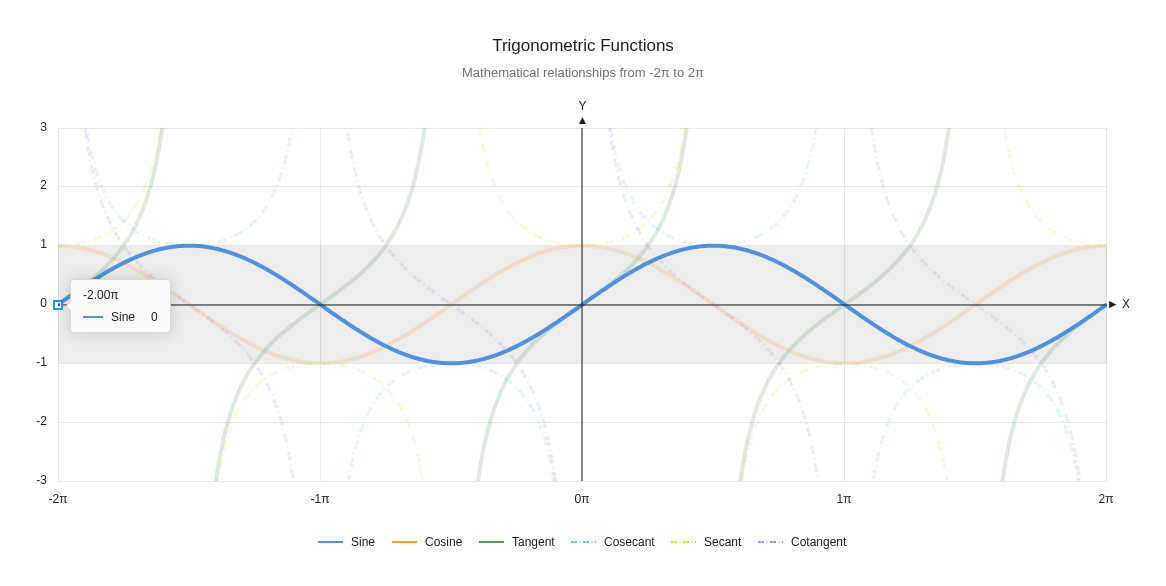 Trigonometric Functions
Mathematical relationships from -2π to 2π
Y
3
2
1
0
-1
-2
-3
X
-2.00π
Sine 0
-2π -1π 0π 1π 2π
Sine Cosine Tangent Cosecant Secant Cotangent